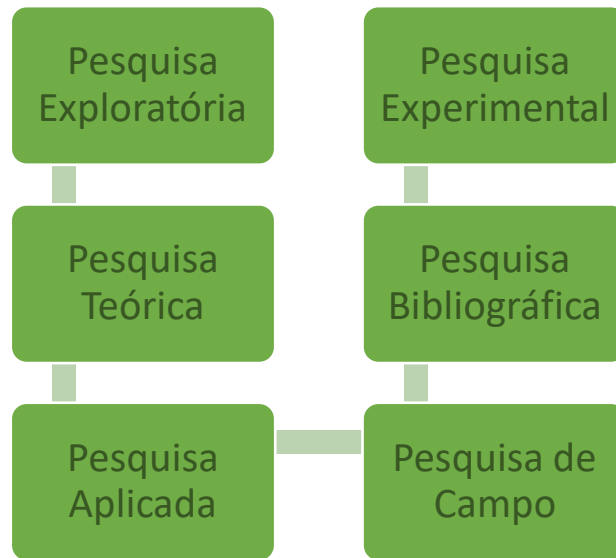 Pesquisa
Exploratória
Pesquisa
Teórica
Pesquisa
Aplicada
Pesquisa de
Campo
Pesquisa
Bibliográfica
Pesquisa
Experimental